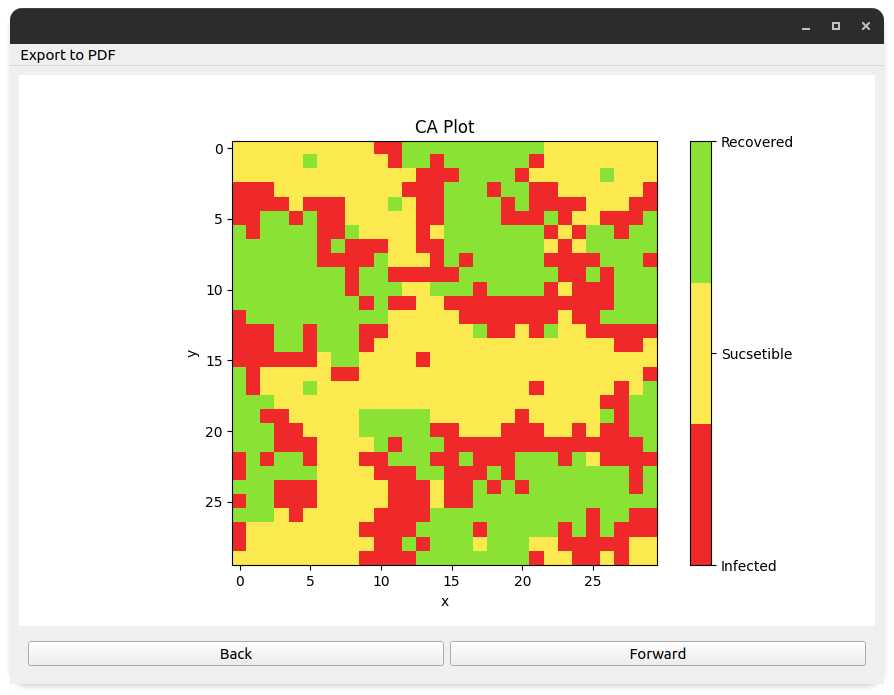 Export to PDF
CA Plot
Recovered
0
5
10
15
20
25
y
Sucsetible
0 5 10 15 20 25
Infected
x
Back Forward